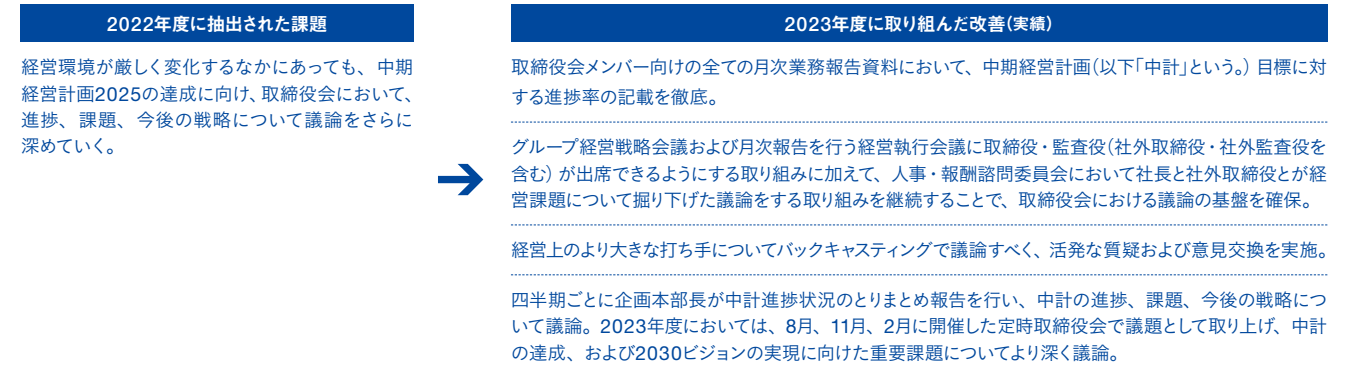 2022年度に抽出された課題
経営環境が厳しく変化するなかにあっても、中期
経営計画2025の達成に向け、取締役会において、
進捗、課題、今後の戦略について議論をさらに
深めていく。
2023年度に取り組んだ改善(実績)
取締役会メンバー向けの全ての月次業務報告資料において、中期経営計画(以下「中計」という。)目標に対
する進捗率の記載を徹底。
グループ経営戦略会議および月次報告を行う経営執行会議に取締役・監査役(社外取締役・社外監査役を
含む)が出席できるようにする取り組みに加えて、人事・報酬諮問委員会において社長と社外取締役とが経
営課題について掘り下げた議論をする取り組みを継続することで、取締役会における議論の基盤を確保。
経営上のより大きな打ち手についてバックキャスティングで議論すべく、活発な質疑および意見交換を実施。
四半期ごとに企画本部長が中計進捗状況のとりまとめ報告を行い、中計の進捗、課題、今後の戦略につ
いて議論。2023年度においては、8月、11月、2月に開催した定時取締役会で議題として取り上げ、中計
の達成、および2030ビジョンの実現に向けた重要課題についてより深く議論。